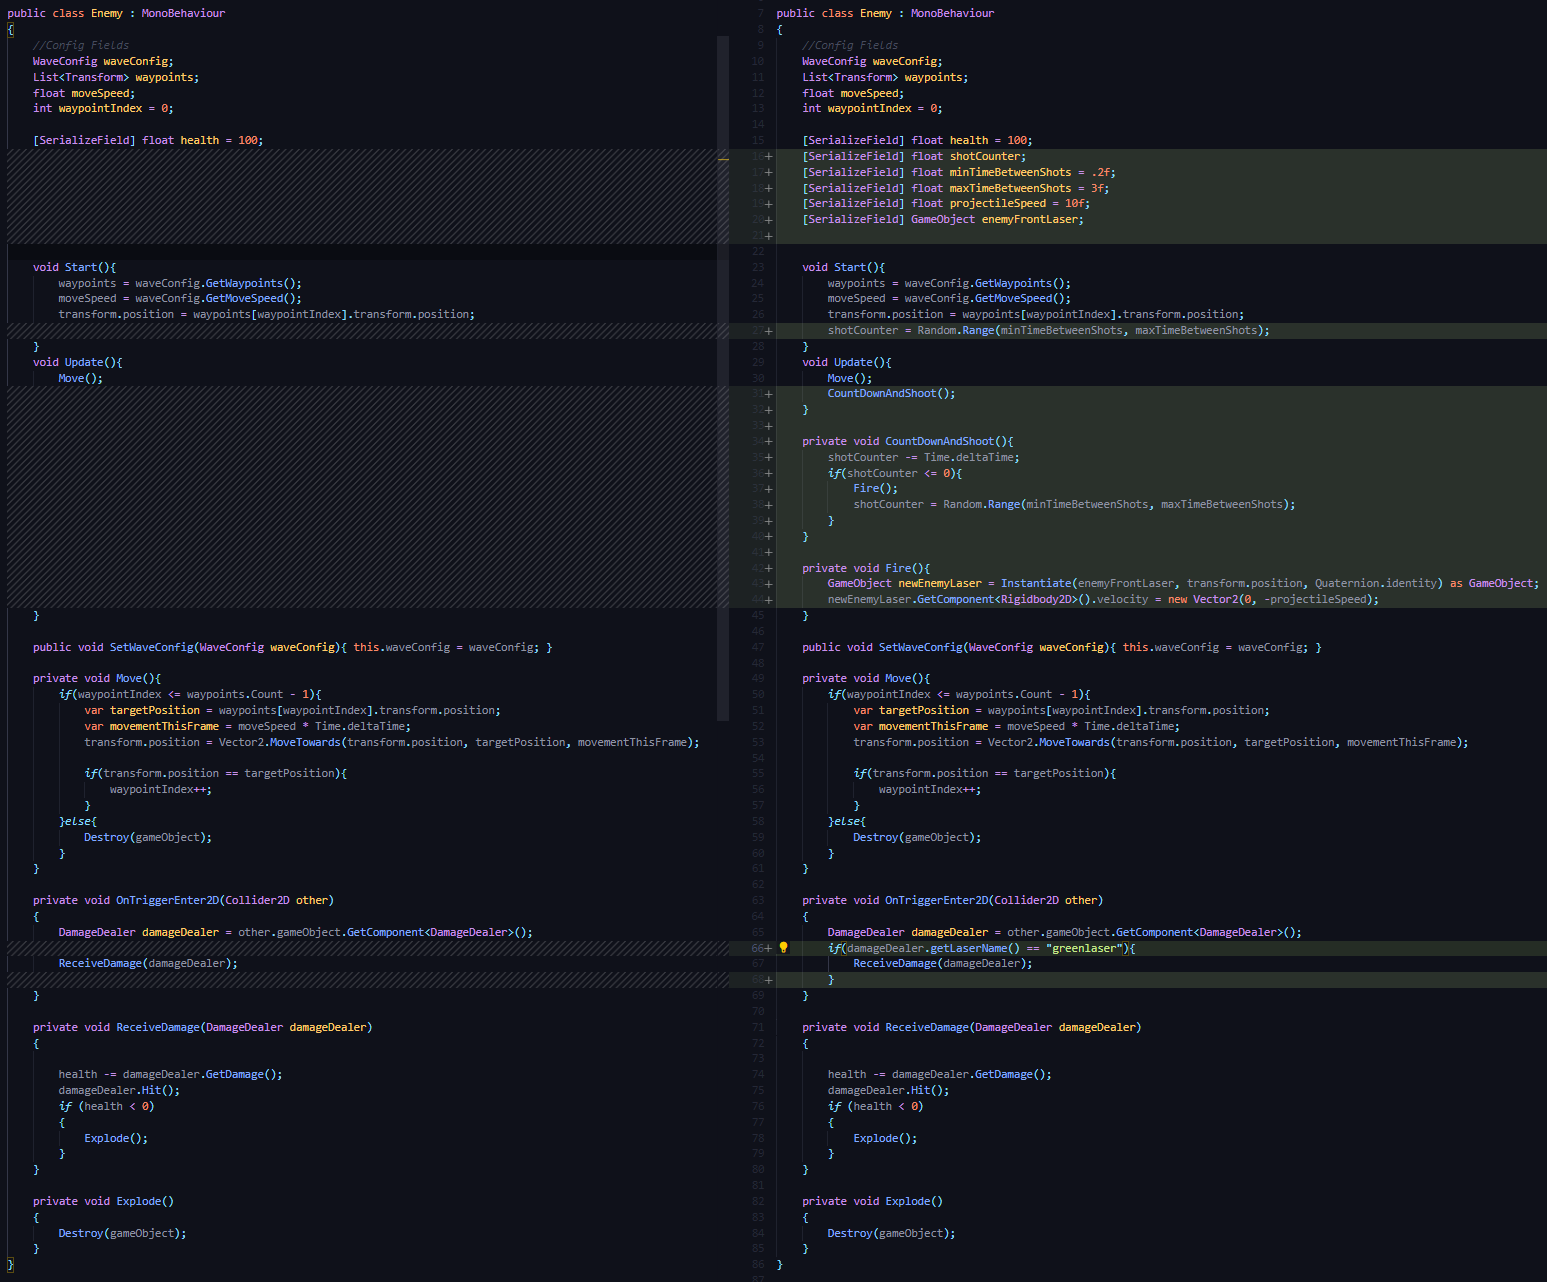 public class Enemy : MonoBehaviour
{
//Config Fields
WaveConfig waveConfig;
List<Transform> waypoints;
float moveSpeed;
int waypointIndex = 0;
[SerializeField] float health = 100;
void Start(){
waypoints = waveConfig.GetWaypoints();
moveSpeed = waveConfig.GetMoveSpeed();
transform.position = waypoints[waypointIndex].transform.position;
}
void Update(){
Move();
}
public void SetWaveConfig(WaveConfig waveConfig){ this.waveConfig = waveConfig; }
private void Move(){
if(waypointIndex <= waypoints.Count - 1){
var targetPosition = waypoints[waypointIndex].transform.position;
var movementThisFrame = moveSpeed * Time.deltaTime;
transform.position = Vector2.MoveTowards(transform.position, targetPosition, movementThisFrame);
if(transform.position == targetPosition){
waypointIndex++;
}
}else{
Destroy(gameObject);
}
}
private void OnTriggerEnter2D(Collider2D other)
{
DamageDealer damageDealer = other.gameObject.GetComponent<DamageDealer>();
ReceiveDamage(damageDealer);
}
private void ReceiveDamage(DamageDealer damageDealer)
{
health -= damageDealer.GetDamage();
damageDealer.Hit();
if (health < 0)
{
Explode();
}
}
private void Explode()
{
Destroy(gameObject);
}
}
7 public class Enemy : MonoBehaviour
8 {
9 //Config Fields
10 WaveConfig waveConfig;
11 List<Transform> waypoints;
12 float moveSpeed;
13 int waypointIndex = 0;
14
15 [SerializeField] float health = 100;
16+ [SerializeField] float shotCounter;
17+ [SerializeField] float minTimeBetweenShots = .2f;
18+ [SerializeField] float maxTimeBetweenShots = 3f;
19+ [SerializeField] float projectileSpeed = 10f;
20+ [SerializeField] GameObject enemyFrontLaser;
21+
22
23 void Start(){
24 waypoints = waveConfig.GetWaypoints();
25 moveSpeed = waveConfig.GetMoveSpeed();
26 transform.position = waypoints[waypointIndex].transform.position;
27+ shotCounter = Random.Range(minTimeBetweenShots, maxTimeBetweenShots);
28 }
29 void Update(){
30 Move();
31+ CountDownAndShoot();
32+ }
33+
34+ private void CountDownAndShoot(){
35+ shotCounter -= Time.deltaTime;
36+ if(shotCounter <= 0){
37+ Fire();
38+ shotCounter = Random.Range(minTimeBetweenShots, maxTimeBetweenShots);
39+ }
40+ }
41+
42+ private void Fire(){
43+ GameObject newEnemyLaser = Instantiate(enemyFrontLaser, transform.position, Quaternion.identity) as GameObject;
44+ newEnemyLaser.GetComponent<Rigidbody2D>().velocity = new Vector2(0, -projectileSpeed);
45 }
46
47 public void SetWaveConfig(WaveConfig waveConfig){ this.waveConfig = waveConfig; }
48
49 private void Move(){
50 if(waypointIndex <= waypoints.Count - 1){
51 var targetPosition = waypoints[waypointIndex].transform.position;
52 var movementThisFrame = moveSpeed * Time.deltaTime;
53 transform.position = Vector2.MoveTowards(transform.position, targetPosition, movementThisFrame);
54
55 if(transform.position == targetPosition){
56 waypointIndex++;
57 }
58 }else{
59 Destroy(gameObject);
60 }
61 }
62
63 private void OnTriggerEnter2D(Collider2D other)
64 {
65 DamageDealer damageDealer = other.gameObject.GetComponent<DamageDealer>();
66+ if(damageDealer.getLaserName() == "greenlaser"){
67 ReceiveDamage(damageDealer);
68+ }
69 }
70
71 private void ReceiveDamage(DamageDealer damageDealer)
72 {
73
74 health -= damageDealer.GetDamage();
75 damageDealer.Hit();
76 if (health < 0)
77 {
78 Explode();
79 }
80 }
81
82 private void Explode()
83 {
84 Destroy(gameObject);
85 }
86 }
87